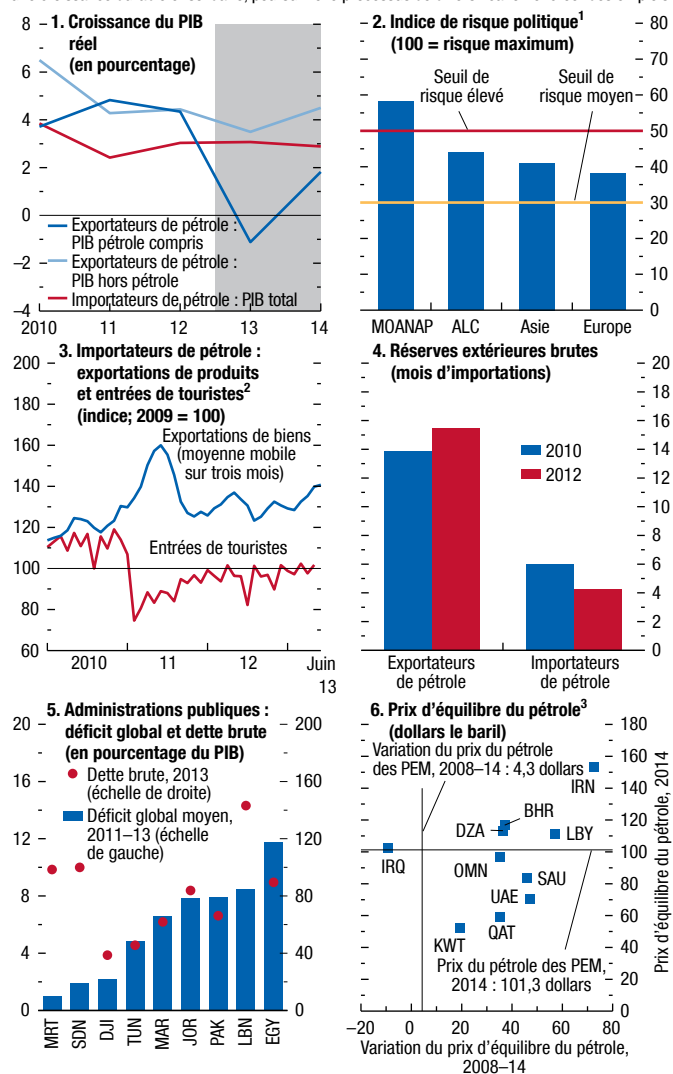 1. Croissance du PIB
réel
(en pourcentage)
8
6
4
2
0
–2
–4
Exportateurs de pétrole :
PIB pétrole compris
Exportateurs de pétrole :
PIB hors pétrole
Importateurs de pétrole : PIB total
2010 11 12 13 14
2. Indice de risque politique1
(100 = risque maximum)
Seuil de
risque élevé
Seuil de
risque moyen
80
70
60
50
40
30
20
10
0
MOANAP ALC Asie Europe
3. Importateurs de pétrole :
exportations de produits
et entrées de touristes2
(indice; 2009 = 100)
200
180
160
140
120
100
80
60
Exportations de biens
(moyenne mobile
sur trois mois)
Entrées de touristes
2010 11 12 Juin
13
4. Réserves extérieures brutes
(mois d'importations)
2010
2012
20
18
16
14
12
10
8
6
4
2
0
Exportateurs
de pétrole
Importateurs
de pétrole
5. Administrations publiques :
déficit global et dette brute
(en pourcentage du PIB)
Dette brute, 2013
(échelle de droite)
Déficit global moyen,
2011–13 (échelle
de gauche)
20
16
12
8
4
0
200
160
120
80
40
0
MRT
SDN
DJI
TUN
MAR
JOR
PAK
LBN
EGY
6. Prix d'équilibre du pétrole3
(dollars le baril)
Variation du prix du pétrole
des PEM, 2008–14 : 4,3 dollars
IRN
BHR
DZA
LBY
IRQ
OMN
SAU
UAE
QAT
KWT
Prix du pétrole des PEM,
2014 : 101,3 dollars
180
160
140
120
100
80
60
40
20
0
Prix d'équilibre du pétrole, 2014
–20 0 20 40 60 80
Variation du prix d'équilibre du pétrole,
2008–14